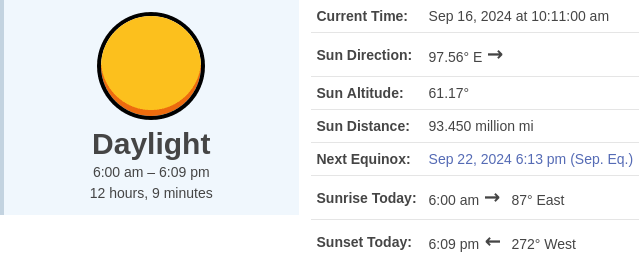 Daylight
6:00 am – 6:09 pm
12 hours, 9 minutes
Current Time: Sep 16, 2024 at 10:11:00 am
Sun Direction: 97.56° E →
Sun Altitude: 61.17°
Sun Distance: 93.450 million mi
Next Equinox: Sep 22, 2024 6:13 pm (Sep. Eq.)
Sunrise Today: 6:00 am → 87° East
Sunset Today: 6:09 pm ← 272° West